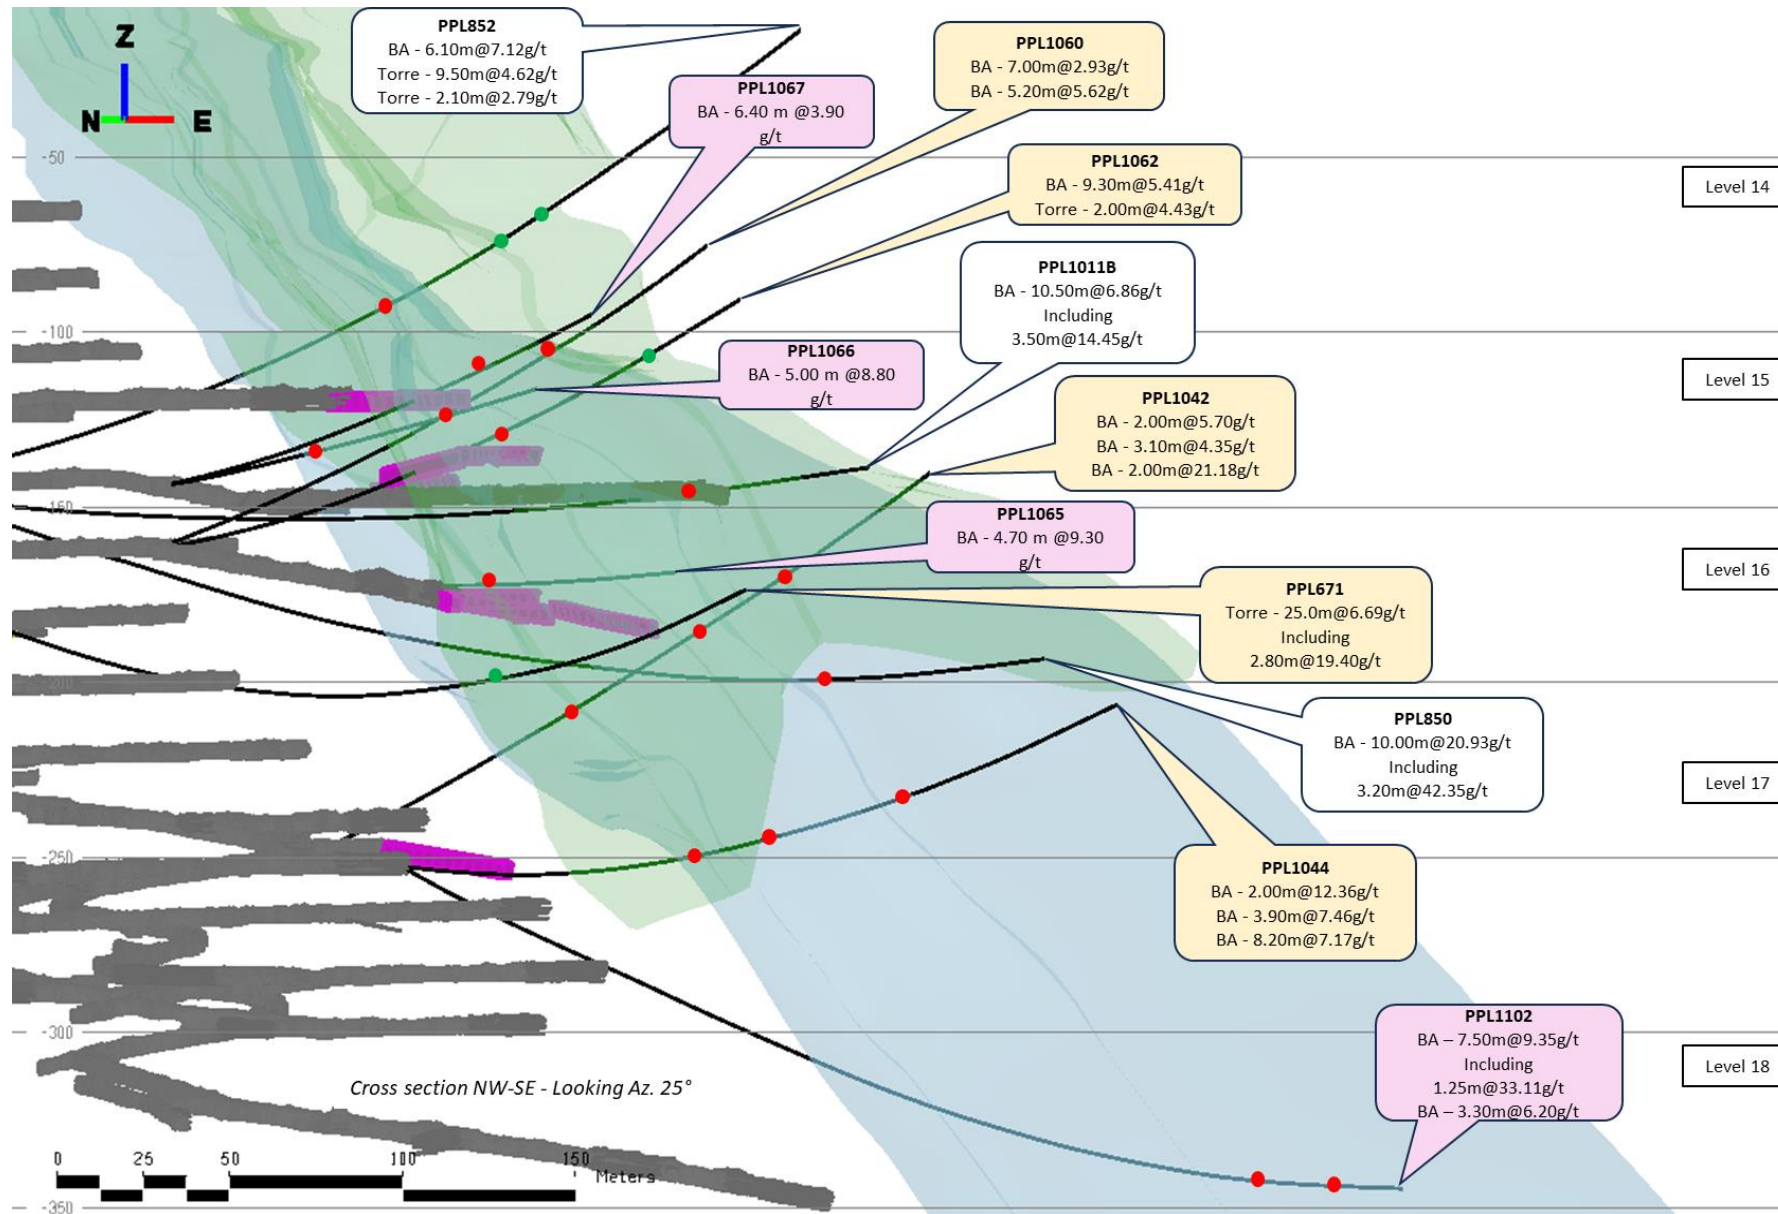 PPL852
BA - 6.10m@7.12g/t
Torre - 9.50m@4.62g/t
Torre - 2.10m@2.79g/t
Z
N
E
PPL1060
BA - 7.00m@2.93g/t
BA - 5.20m@5.62g/t
PPL1067
BA - 6.40 m @3.90
g/t
-50
PPL1062
BA - 9.30m@5.41g/t
Torre - 2.00m@4.43g/t
Level 14
PPL1011B
BA - 10.50m@6.86g/t
Including
3.50m@14.45g/t
-100
PPL1066
BA - 5.00 m @8.80
g/t
Level 15
PPL1042
BA - 2.00m@5.70g/t
BA - 3.10m@4.35g/t
BA - 2.00m@21.18g/t
-150
PPL1065
BA - 4.70 m @9.30
g/t
Level 16
PPL671
Torre - 25.0m@6.69g/t
Including
2.80m@19.40g/t
-200
PPL850
BA - 10.00m@20.93g/t
Including
3.20m@42.35g/t
Level 17
-250
PPL1044
BA - 2.00m@12.36g/t
BA - 3.90m@7.46g/t
BA - 8.20m@7.17g/t
-300
PPL1102
BA – 7.50m@9.35g/t
Including
1.25m@33.11g/t
BA – 3.30m@6.20g/t
Level 18
Cross section NW-SE - Looking Az. 25°
0 25 50 100 150
Meters
-350